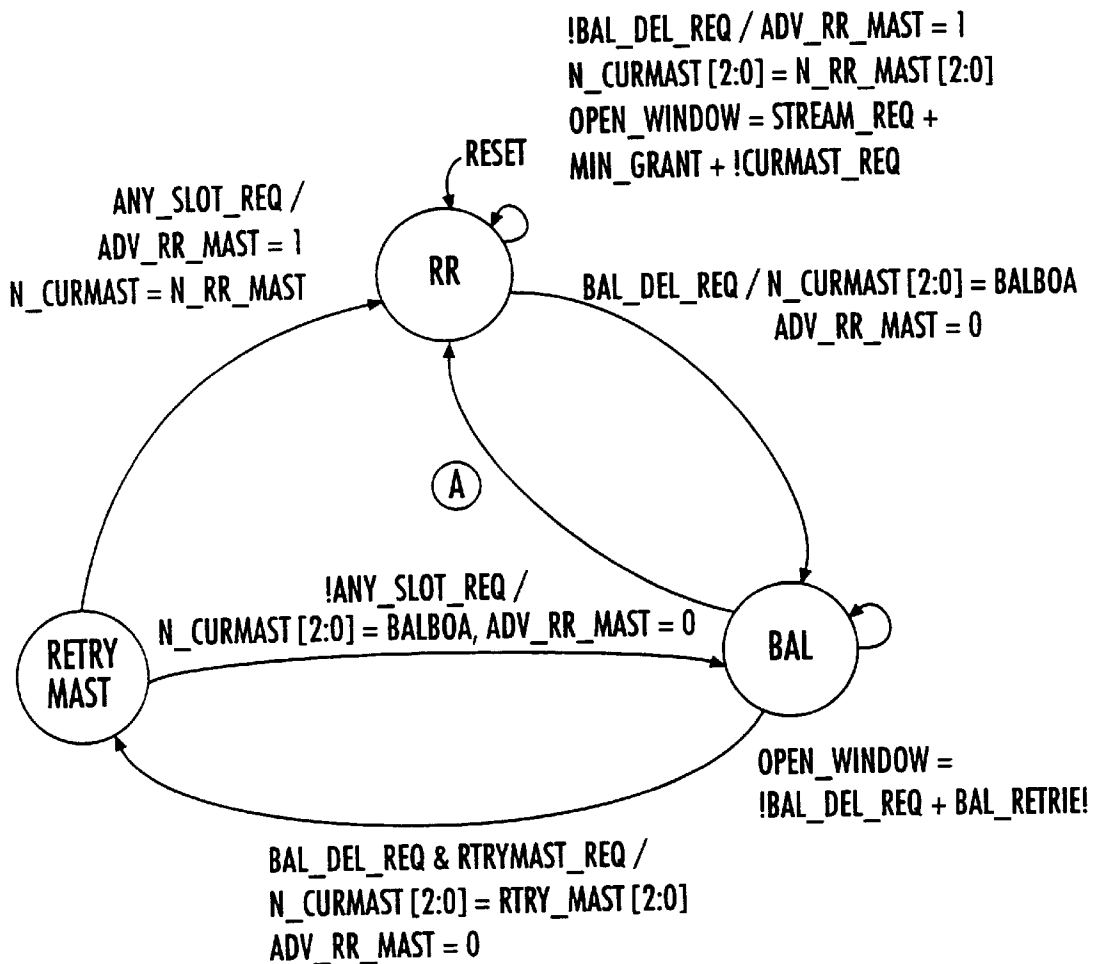 !BAL_DEL_REQ / ADV_RR_MAST = 1
N_CURMAST [2:0] = N_RR_MAST [2:0]
OPEN_WINDOW = STREAM_REQ +
MIN_GRANT + !CURMAST_REQ
RESET
ANY_SLOT_REQ /
ADV_RR_MAST = 1
N_CURMAST = N_RR_MAST
RR
BAL_DEL_REQ / N_CURMAST [2:0] = BALBOA
ADV_RR_MAST = 0
A
!ANY_SLOT_REQ /
N_CURMAST [2:0] = BALBOA, ADV_RR_MAST = 0
RETRY
MAST
BAL
OPEN_WINDOW =
!BAL_DEL_REQ + BAL_RETRIE!
BAL_DEL_REQ & RTRYMAST_REQ /
N_CURMAST [2:0] = RTRY_MAST [2:0]
ADV_RR_MAST = 0